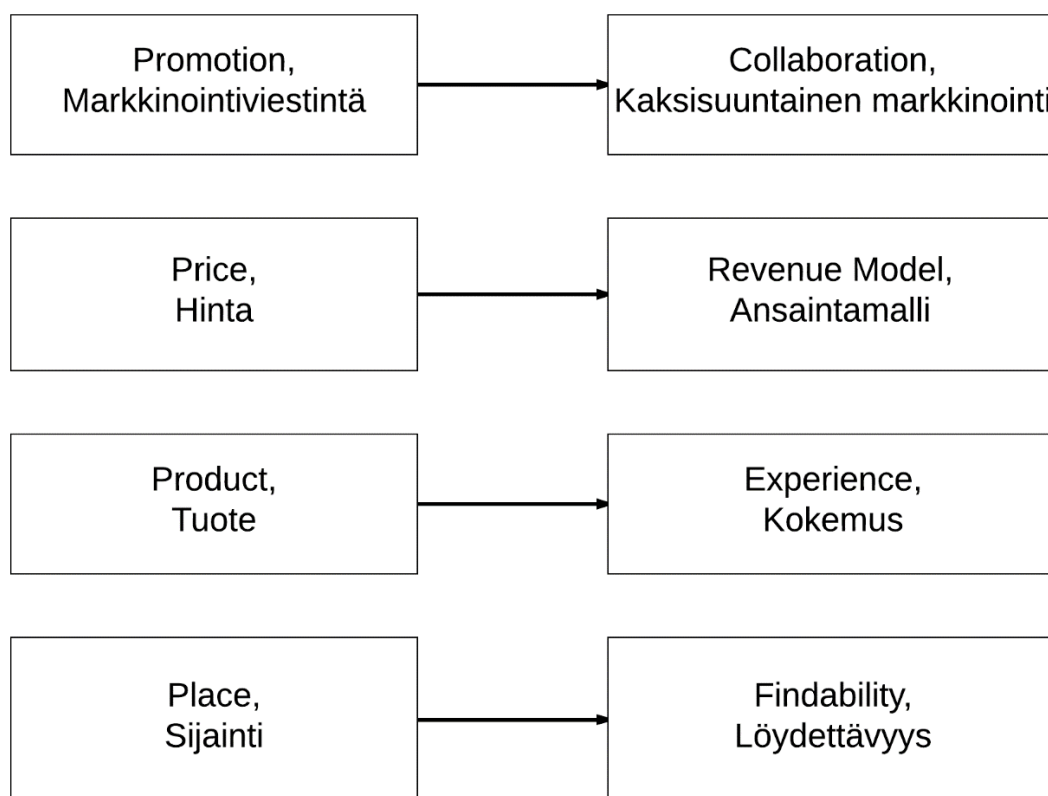 Promotion,
Markkinointiviestintä
Collaboration,
Kaksisuuntainen markkinointi
Price,
Hinta
Revenue Model,
Ansaintamalli
Product,
Tuote
Experience,
Kokemus
Place,
Sijainti
Findability,
Löydettävyys